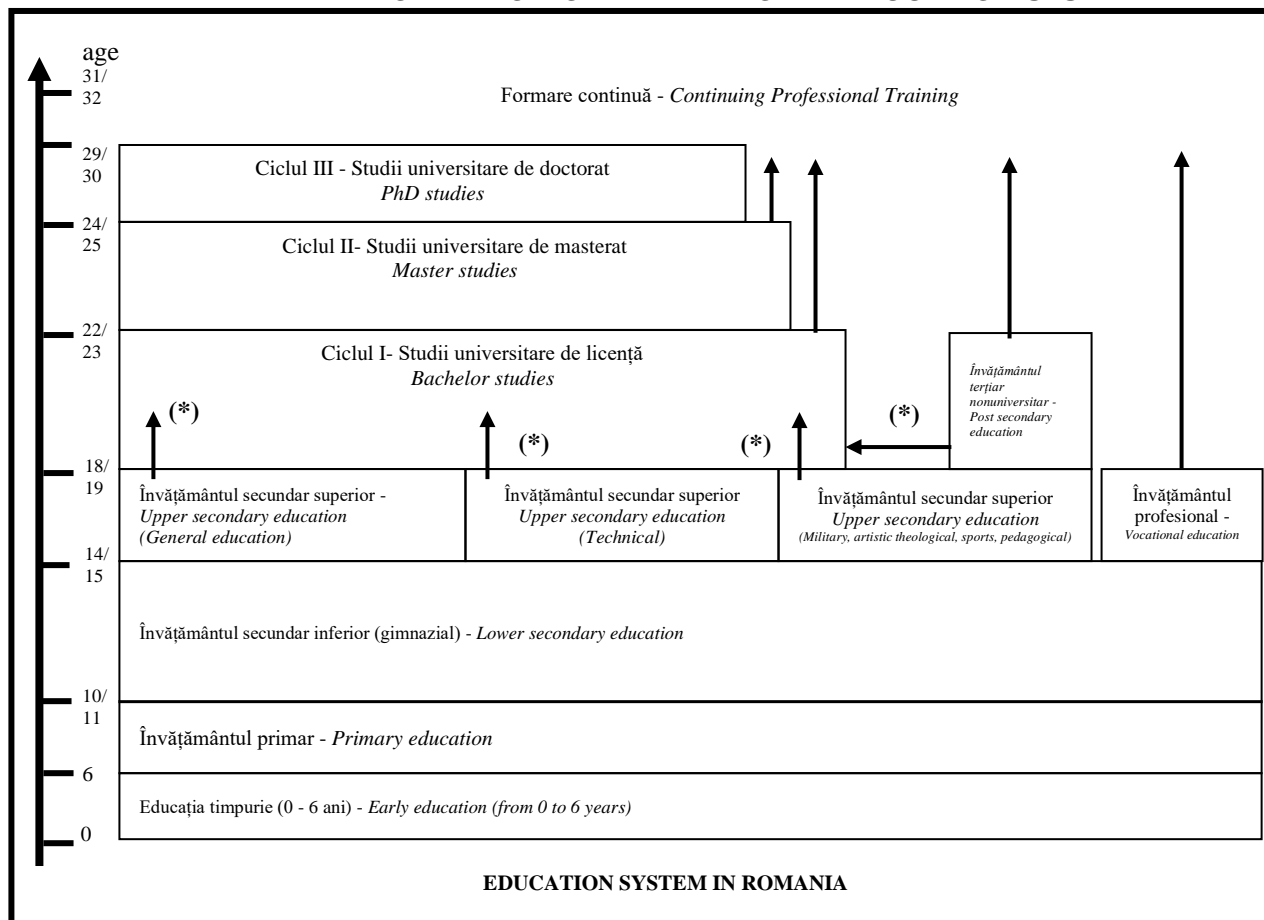 age
31/
32
Formare continuă - Continuing Professional Training
29/
30
Ciclul III - Studii universitare de doctorat
PhD studies
24/
25
Ciclul II- Studii universitare de masterat
Master studies
22/
23
Ciclul I- Studii universitare de licență
Bachelor studies
Învățământul
terțiar
nonuniversitar -
Post secondary
education
(*)
(*)
(*)
(*)
18/
19
Învățământul secundar superior -
Upper secondary education
(General education)
Învățământul secundar superior
Upper secondary education
(Technical)
Învățământul secundar superior
Upper secondary education
(Military, artistic theological, sports, pedagogical)
Învățământul
profesional -
Vocational education
14/
15
Învățământul secundar inferior (gimnazial) - Lower secondary education
10/
11
Învățământul primar - Primary education
6
Educația timpurie (0 - 6 ani) - Early education (from 0 to 6 years)
0
EDUCATION SYSTEM IN ROMANIA